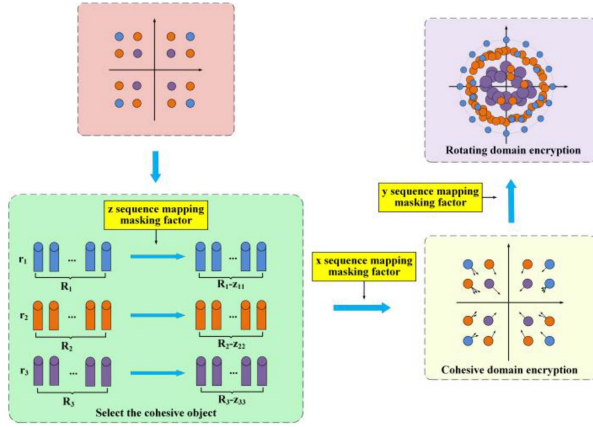 Rotating domain encryption
y sequence mapping
masking factor
z sequence mapping
masking factor
x sequence mapping
masking factor
r1
...
...
R1
R1-z11
r2
...
...
R2
R2-z22
r3
...
...
R3
R3-z33
Select the cohesive object
Cohesive domain encryption